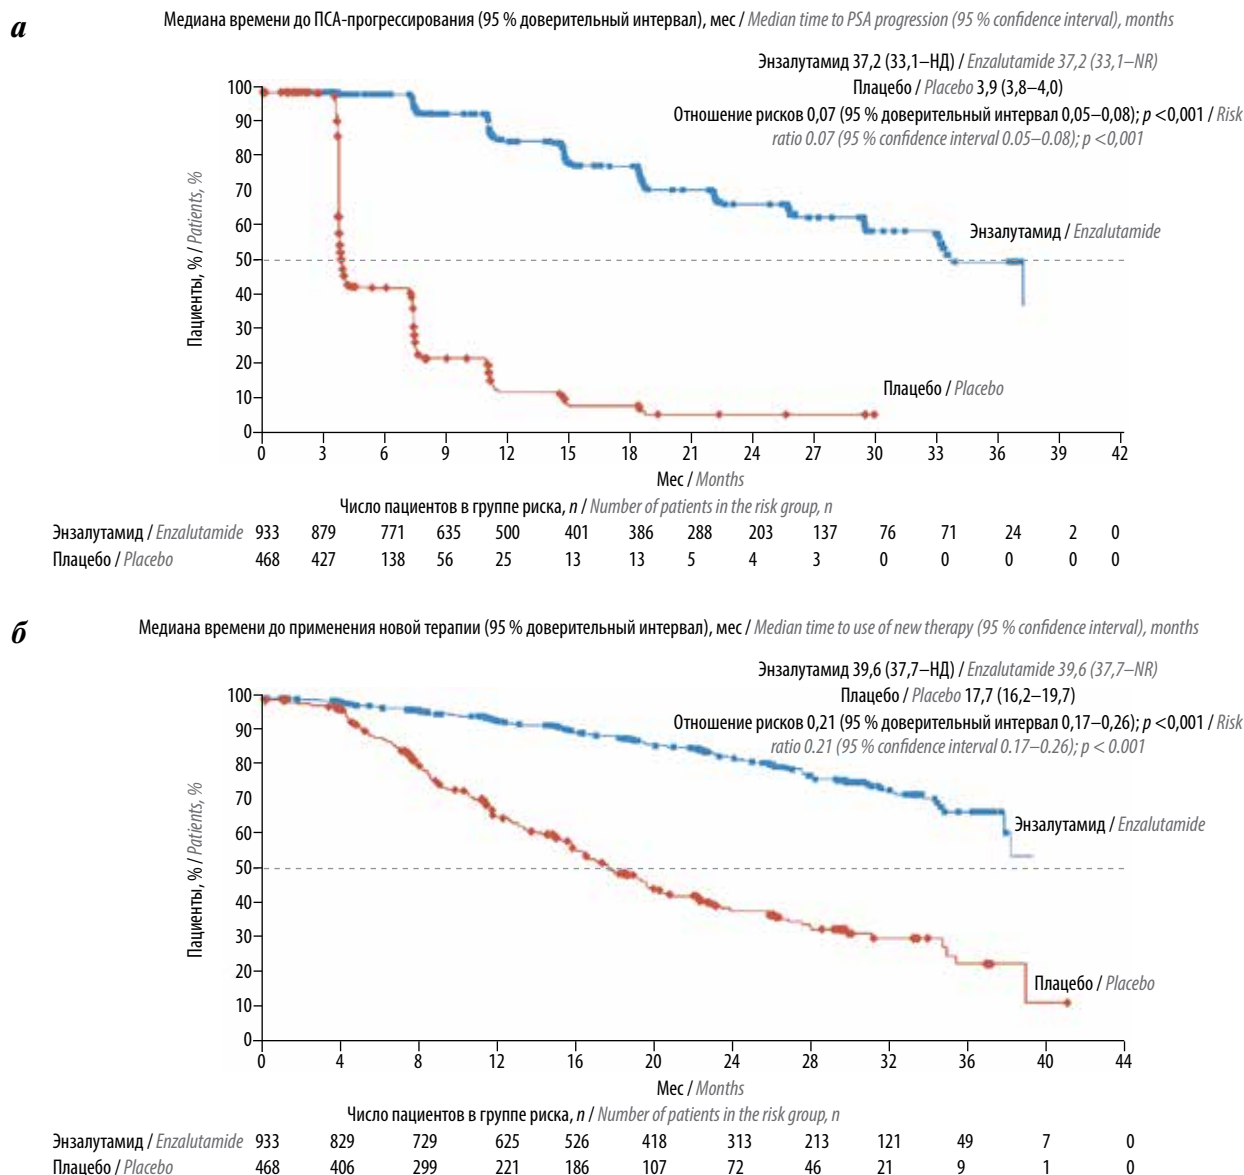 а
Медиана времени до ПСА-прогрессирования (95 % доверительный интервал), мес / Median time to PSA progression (95 % confidence interval), months
Энзалутамид 37,2 (33,1–НД) / Enzalutamide 37,2 (33,1–NR)
Плацебо / Placebo 3,9 (3,8–4,0)
Отношение рисков 0,07 (95 % доверительный интервал 0,05–0,08); p <0,001 / Risk
ratio 0.07 (95 % confidence interval 0.05–0.08); p <0,001
Пациенты, % / Patients, %
100
90
80
70
60
50
40
30
20
10
0
Энзалутамид / Enzalutamide
Плацебо / Placebo
0 3 6 9 12 15 18 21 24 27 30 33 36 39 42
Мес / Months
Число пациентов в группе риска, n / Number of patients in the risk group, n
Энзалутамид / Enzalutamide 933 879 771 635 500 401 386 288 203 137 76 71 24 2 0
Плацебо / Placebo 468 427 138 56 25 13 13 5 4 3 0 0 0 0 0
б
Медиана времени до применения новой терапии (95 % доверительный интервал), мес / Median time to use of new therapy (95 % confidence interval), months
Энзалутамид 39,6 (37,7–НД) / Enzalutamide 39,6 (37,7–NR)
Плацебо / Placebo 17,7 (16,2–19,7)
Отношение рисков 0,21 (95 % доверительный интервал 0,17–0,26); p <0,001 / Risk
ratio 0.21 (95 % confidence interval 0.17–0.26); p < 0.001
Пациенты, % / Patients, %
100
90
80
70
60
50
40
30
20
10
0
Энзалутамид / Enzalutamide
Плацебо / Placebo
0 4 8 12 16 20 24 28 32 36 40 44
Мес / Months
Число пациентов в группе риска, n / Number of patients in the risk group, n
Энзалутамид / Enzalutamide 933 829 729 625 526 418 313 213 121 49 7 0
Плацебо / Placebo 468 406 299 221 186 107 72 46 21 9 1 0